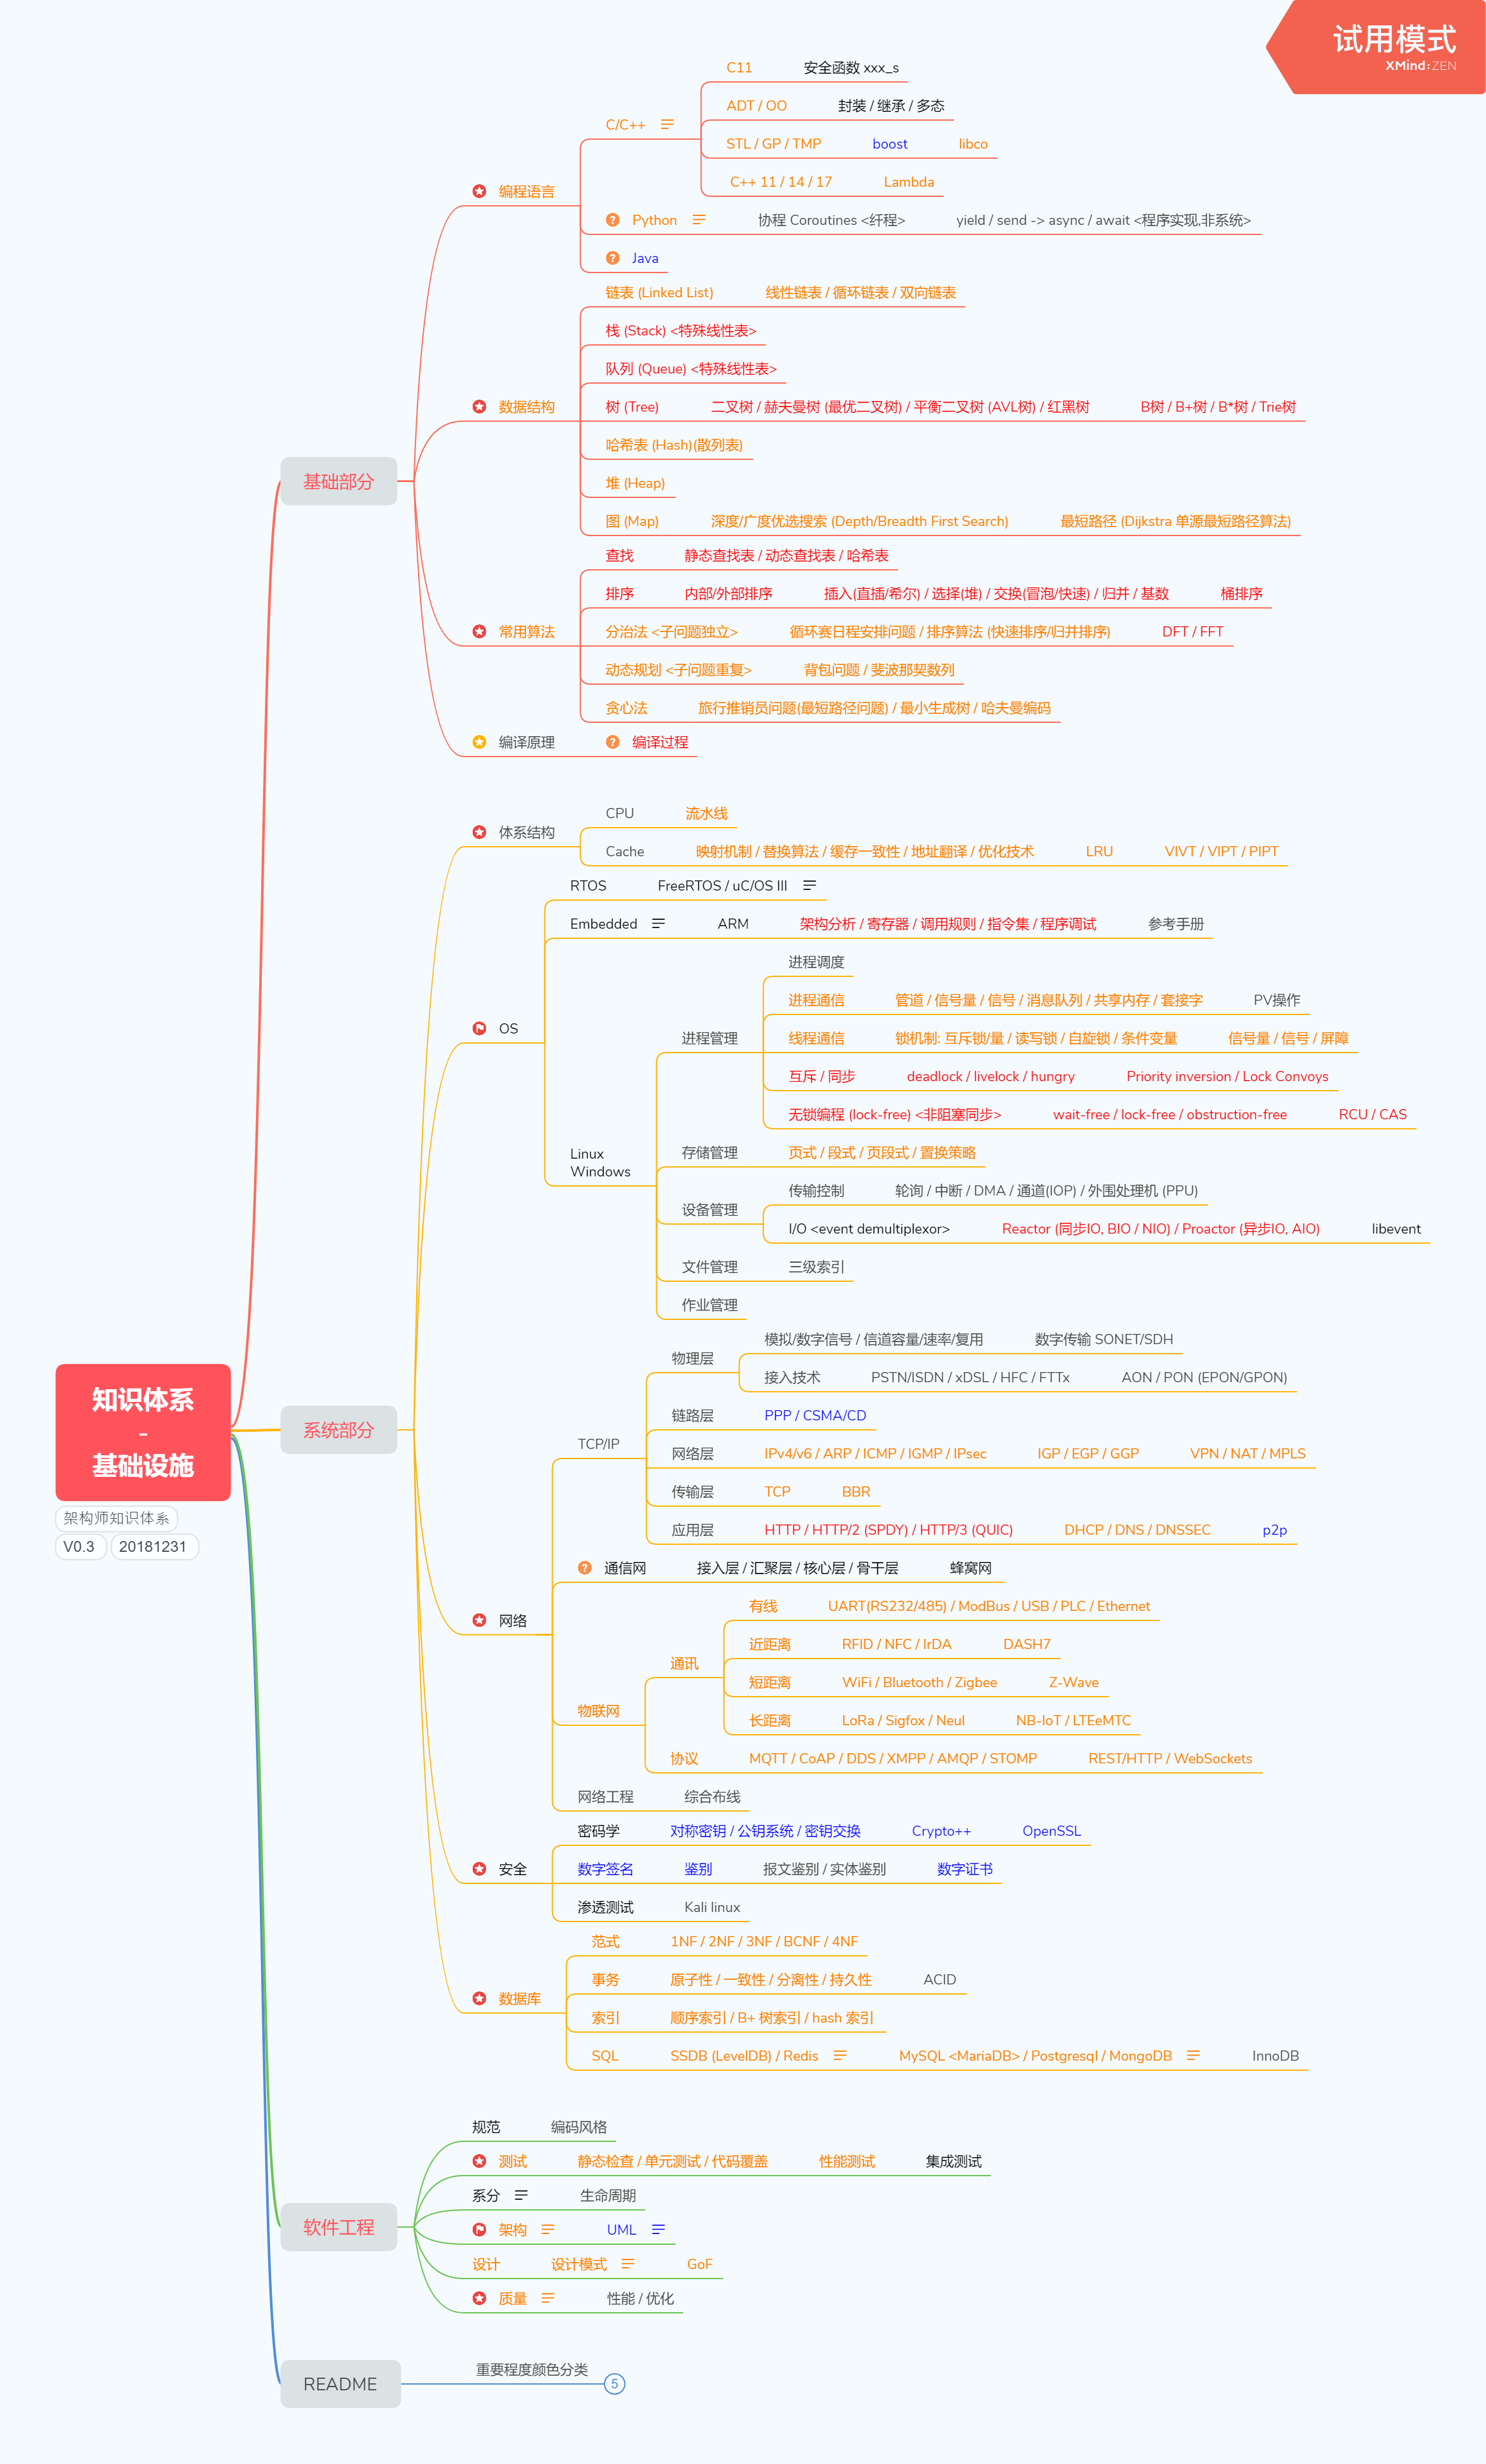 试用模式
XMind:ZEN
C11 安全函数 xxx_s
ADT / OO 封装 / 继承 / 多态
C/C++
STL / GP / TMP boost libco
C++ 11 / 14 / 17 Lambda
编程语言
Python 协程 Coroutines <纤程> yield / send -> async / await <程序实现,非系统>
Java
链表 (Linked List) 线性链表 / 循环链表 / 双向链表
栈 (Stack) <特殊线性表>
队列 (Queue) <特殊线性表>
数据结构
树 (Tree) 二叉树 / 赫夫曼树 (最优二叉树) / 平衡二叉树 (AVL树) / 红黑树 B树 / B+树 / B*树 / Trie树
哈希表 (Hash)(散列表)
基础部分
堆 (Heap)
图 (Map) 深度/广度优选搜索 (Depth/Breadth First Search) 最短路径 (Dijkstra 单源最短路径算法)
查找 静态查找表 / 动态查找表 / 哈希表
排序 内部/外部排序 插入(直插/希尔) / 选择(堆) / 交换(冒泡/快速) / 归并 / 基数 桶排序
常用算法
分治法 <子问题独立> 循环赛日程安排问题 / 排序算法 (快速排序/归并排序) DFT / FFT
动态规划 <子问题重复> 背包问题 / 斐波那契数列
贪心法 旅行推销员问题(最短路径问题) / 最小生成树 / 哈夫曼编码
编译原理 编译过程
CPU 流水线
体系结构
Cache 映射机制 / 替换算法 / 缓存一致性 / 地址翻译 / 优化技术 LRU VIVT / VIPT / PIPT
RTOS FreeRTOS / uC/OS III
Embedded ARM 架构分析 / 寄存器 / 调用规则 / 指令集 / 程序调试 参考手册
进程调度
进程通信 管道 / 信号量 / 信号 / 消息队列 / 共享内存 / 套接字 PV操作
OS
进程管理
线程通信 锁机制: 互斥锁/量 / 读写锁 / 自旋锁 / 条件变量 信号量 / 信号 / 屏障
互斥 / 同步 deadlock / livelock / hungry Priority inversion / Lock Convoys
无锁编程 (lock-free) <非阻塞同步> wait-free / lock-free / obstruction-free RCU / CAS
Linux
Windows
存储管理 页式 / 段式 / 页段式 / 置换策略
传输控制 轮询 / 中断 / DMA / 通道(IOP) / 外围处理机 (PPU)
设备管理
I/O <event demultiplexor> Reactor (同步IO, BIO / NIO) / Proactor (异步IO, AIO) libevent
文件管理 三级索引
作业管理
模拟/数字信号 / 信道容量/速率/复用 数字传输 SONET/SDH
物理层
接入技术 PSTN/ISDN / xDSL / HFC / FTTx AON / PON (EPON/GPON)
知识体系
-
基础设施
架构师知识体系
V0.3 20181231
系统部分
链路层 PPP / CSMA/CD
TCP/IP
网络层 IPv4/v6 / ARP / ICMP / IGMP / IPsec IGP / EGP / GGP VPN / NAT / MPLS
传输层 TCP BBR
应用层 HTTP / HTTP/2 (SPDY) / HTTP/3 (QUIC) DHCP / DNS / DNSSEC p2p
通信网 接入层 / 汇聚层 / 核心层 / 骨干层 蜂窝网
网络
有线 UART(RS232/485) / ModBus / USB / PLC / Ethernet
近距离 RFID / NFC / IrDA DASH7
通讯
短距离 WiFi / Bluetooth / Zigbee Z-Wave
物联网
长距离 LoRa / Sigfox / Neul NB-IoT / LTEeMTC
协议 MQTT / CoAP / DDS / XMPP / AMQP / STOMP REST/HTTP / WebSockets
网络工程 综合布线
密码学 对称密钥 / 公钥系统 / 密钥交换 Crypto++ OpenSSL
安全 数字签名 鉴别 报文鉴别 / 实体鉴别 数字证书
渗透测试 Kali linux
范式 1NF / 2NF / 3NF / BCNF / 4NF
事务 原子性 / 一致性 / 分离性 / 持久性 ACID
数据库
索引 顺序索引 / B+ 树索引 / hash 索引
SQL SSDB (LevelDB) / Redis MySQL <MariaDB> / Postgresql / MongoDB InnoDB
规范 编码风格
测试 静态检查 / 单元测试 / 代码覆盖 性能测试 集成测试
系分 生命周期
软件工程
架构 UML
设计 设计模式 GoF
质量 性能 / 优化
README 重要程度颜色分类 5